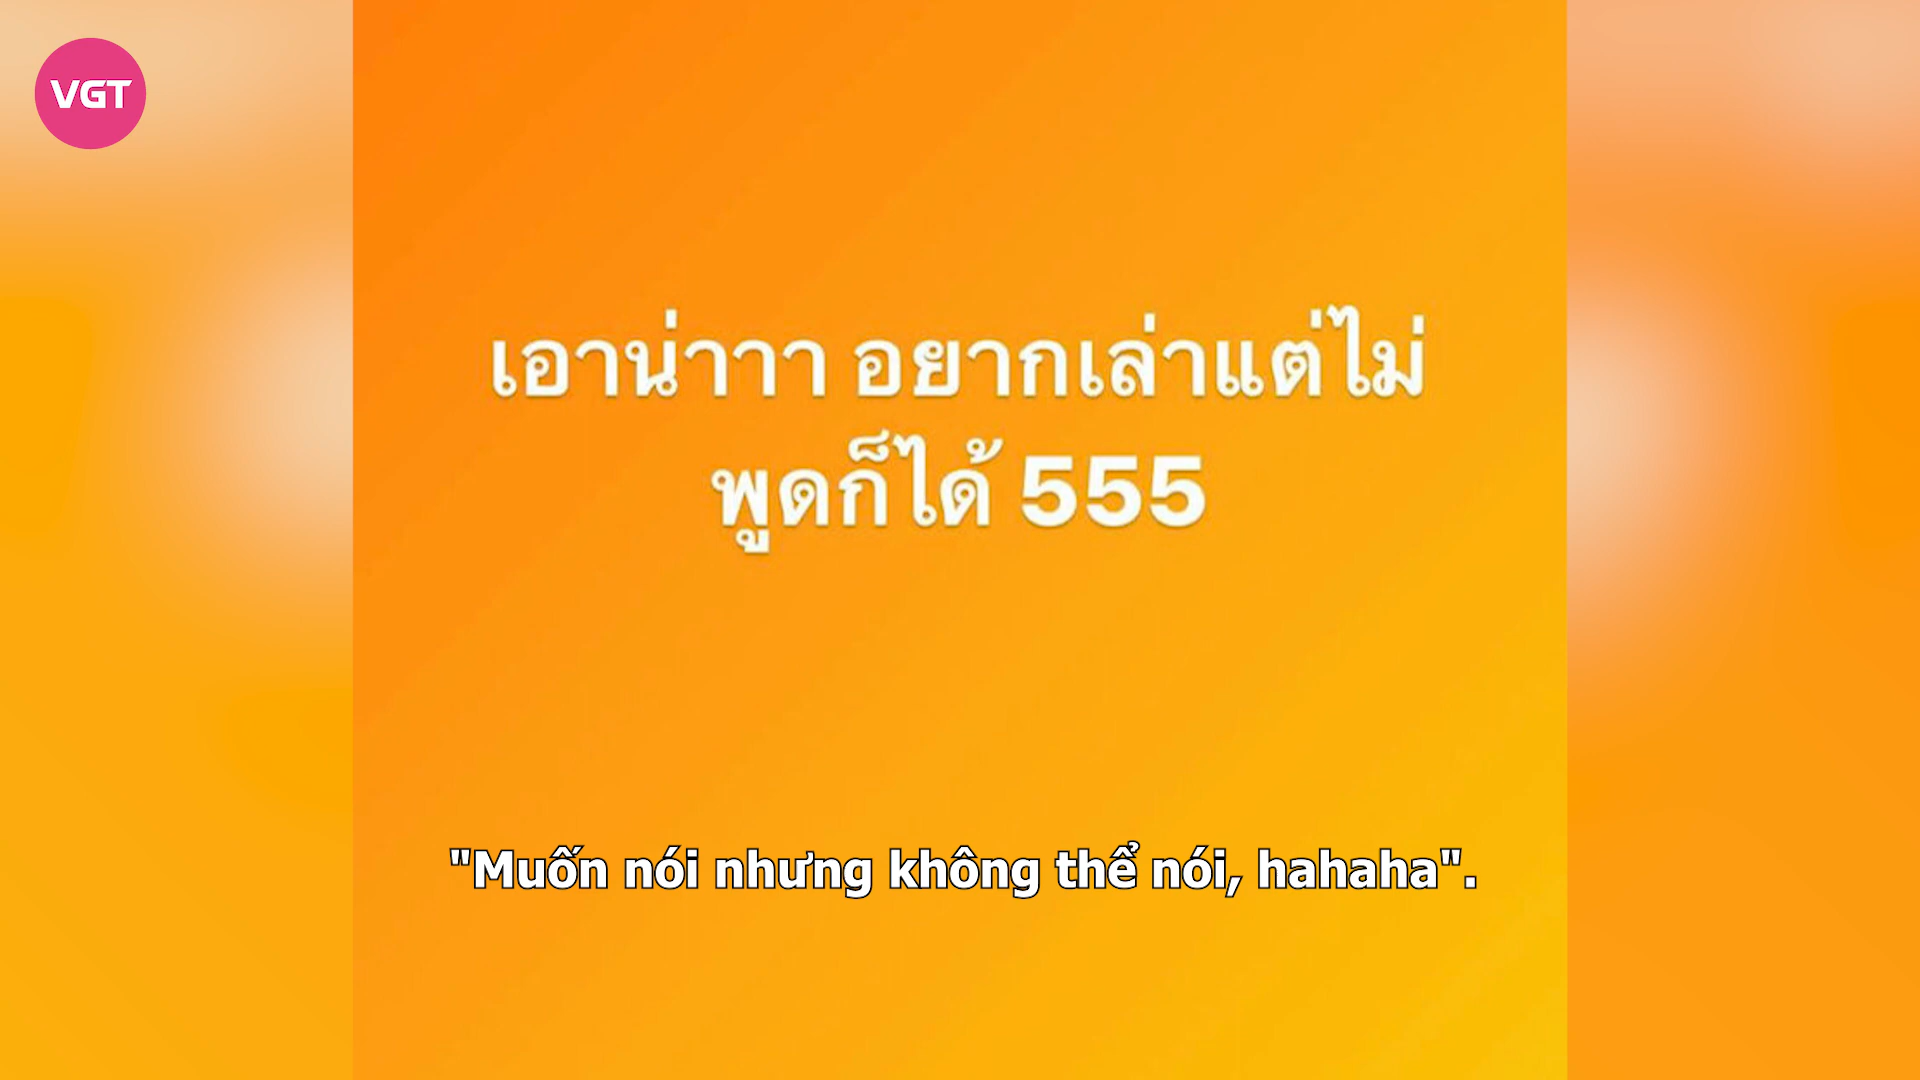 VGT
เอาน่าาา อยากเล่าแต่ไม่
พูดก็ได้ 555
"Muốn nói nhưng không thể nói, hahaha".